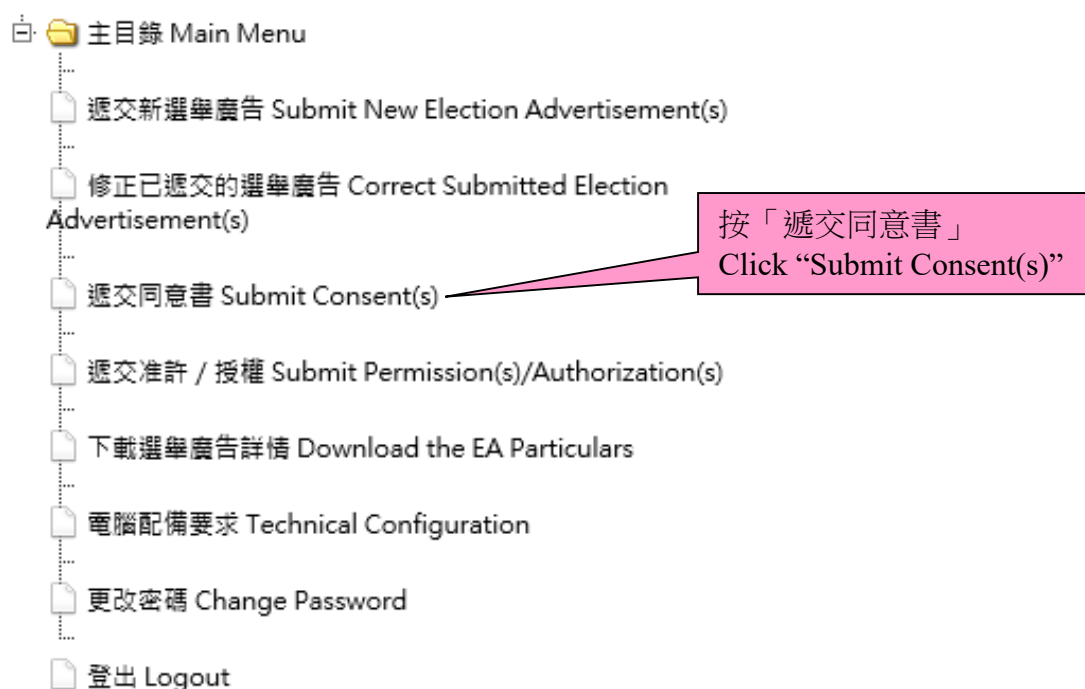 主目錄 Main Menu
遞交新選舉廣告 Submit New Election Advertisement(s)
修正已遞交的選舉廣告 Correct Submitted Election
Advertisement(s)
按「遞交同意書」
Click “Submit Consent(s)”
遞交同意書 Submit Consent(s)
遞交准許 / 授權 Submit Permission(s)/Authorization(s)
下載選舉廣告詳情 Download the EA Particulars
電腦配備要求 Technical Configuration
更改密碼 Change Password
登出 Logout